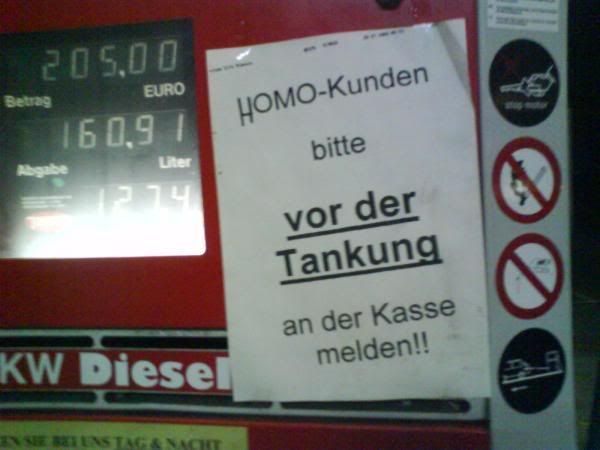 205,00
Betrag EURO
160,91
Abgabe Liter
127,4
HOMO-Kunden
bitte
vor der
Tankung
an der Kasse
melden!!
stop motor
KW Diesel
EN SIE BEI UNS TAG & NACHT